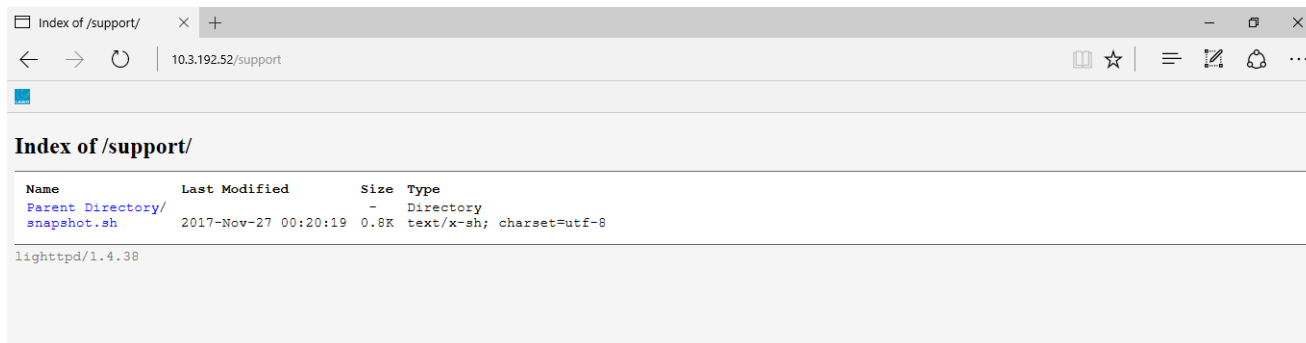 Index of /support/
10.3.192.52/support
Index of /support/
Name Last Modified Size Type
Parent Directory/ - Directory
snapshot.sh 2017-Nov-27 00:20:19 0.8K text/x-sh; charset=utf-8
lighttpd/1.4.38